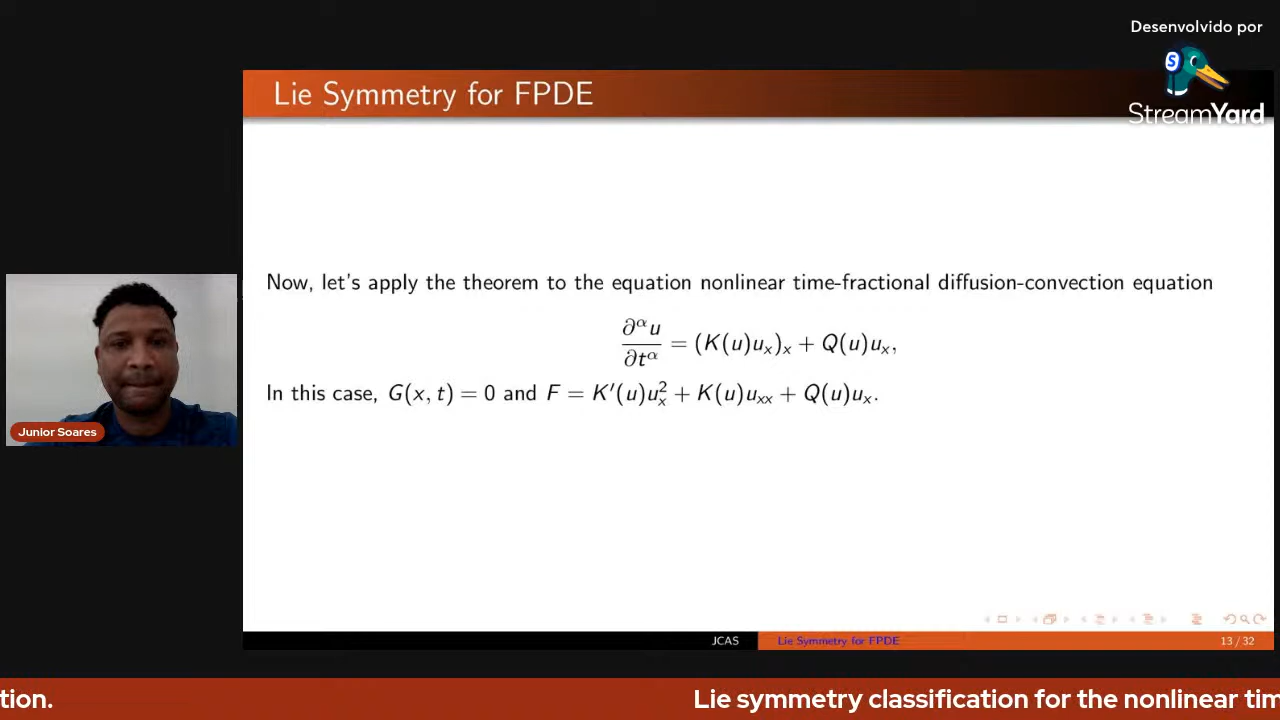 Desenvolvido por
StreamYard
Lie Symmetry for FPDE
Now, let's apply the theorem to the equation nonlinear time-fractional diffusion-convection equation
∂^α u / ∂t^α = (K(u)u_x)_x + Q(u)u_x,
In this case, G(x, t) = 0 and F = K′(u)u_x^2 + K(u)u_xx + Q(u)u_x.
Junior Soares
JCAS
Lie Symmetry for FPDE
13 / 32
tion.
Lie symmetry classification for the nonlinear tim